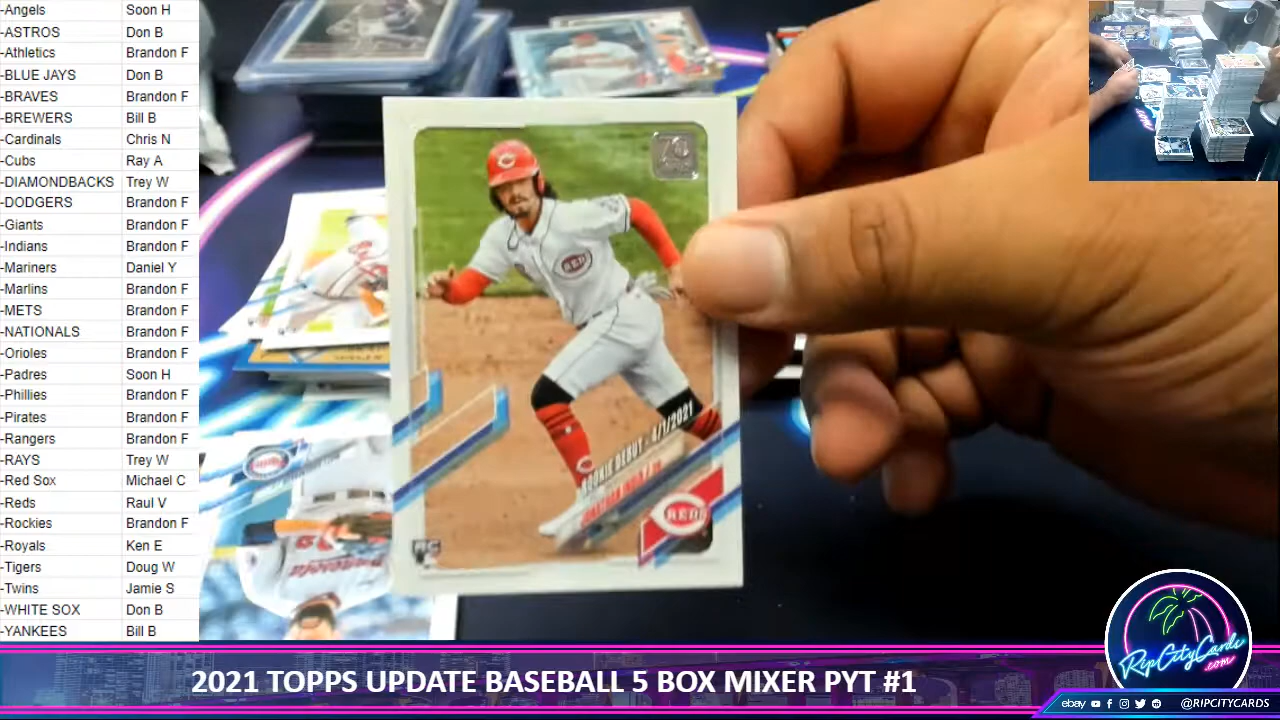 -Angels Soon H
-ASTROS Don B
-Athletics Brandon F
-BLUE JAYS Don B
-BRAVES Brandon F
-BREWERS Bill B
-Cardinals Chris N
-Cubs Ray A
-DIAMONDBACKS Trey W
-DODGERS Brandon F
-Giants Brandon F
-Indians Brandon F
-Mariners Daniel Y
-Marlins Brandon F
-METS Brandon F
-NATIONALS Brandon F
-Orioles Brandon F
-Padres Soon H
-Phillies Brandon F
-Pirates Brandon F
-Rangers Brandon F
-RAYS Trey W
-Red Sox Michael C
-Reds Raul V
-Rockies Brandon F
-Royals Ken E
-Tigers Doug W
-Twins Jamie S
-WHITE SOX Don B
-YANKEES Bill B
70
REDS
ROOKIE DEBUT - 4/1/2021
REDS
RC
RipCityCards
.com
2021 TOPPS UPDATE BASEBALL 5 BOX MIXER PYT #1
ebay @RIPCITYCARDS